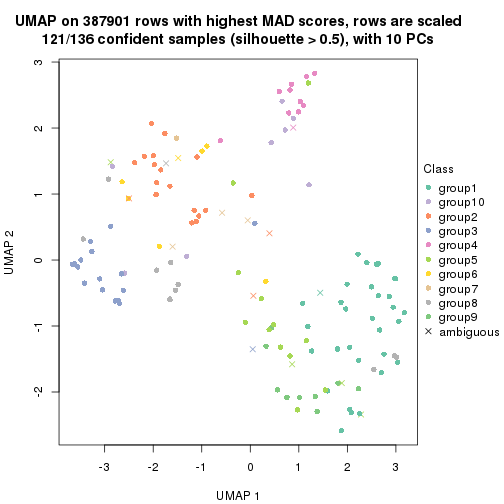 UMAP on 387901 rows with highest MAD scores, rows are scaled
121/136 confident samples (silhouette > 0.5), with 10 PCs
3
2
1
0
-1
-2
UMAP 2
-3
-2
-1
0
1
2
3
UMAP 1
Class
group1
group10
group2
group3
group4
group5
group6
group7
group8
group9
ambiguous